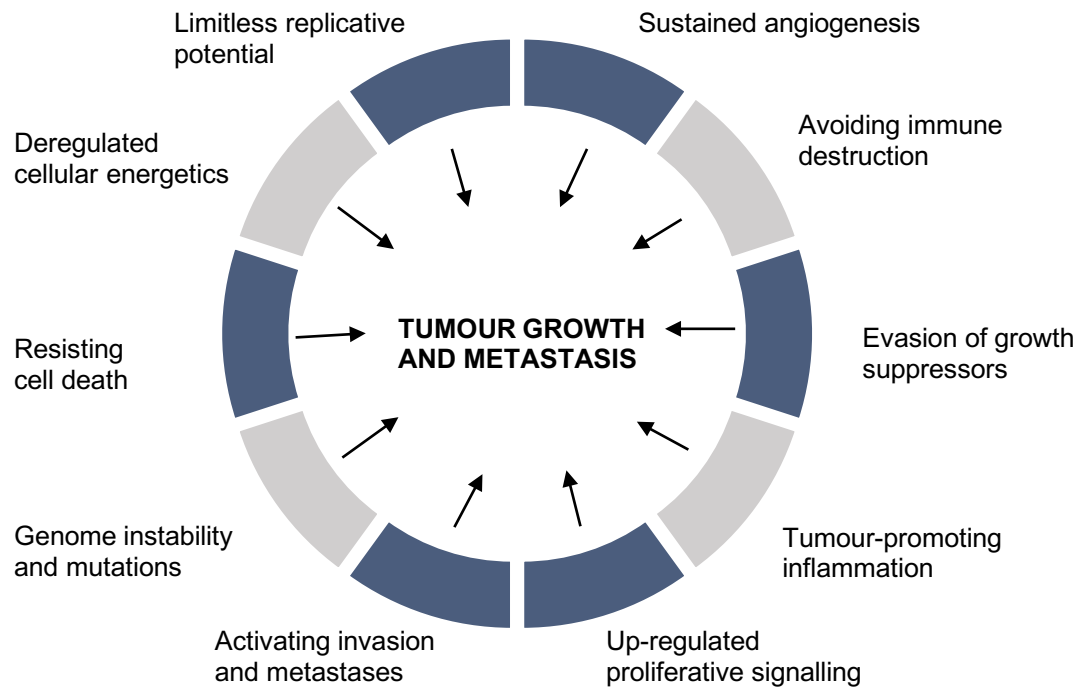 Limitless replicative
potential
Sustained angiogenesis
Deregulated
cellular energetics
Avoiding immune
destruction
TUMOUR GROWTH
AND METASTASIS
Resisting
cell death
Evasion of growth
suppressors
Genome instability
and mutations
Tumour-promoting
inflammation
Activating invasion
and metastases
Up-regulated
proliferative signalling